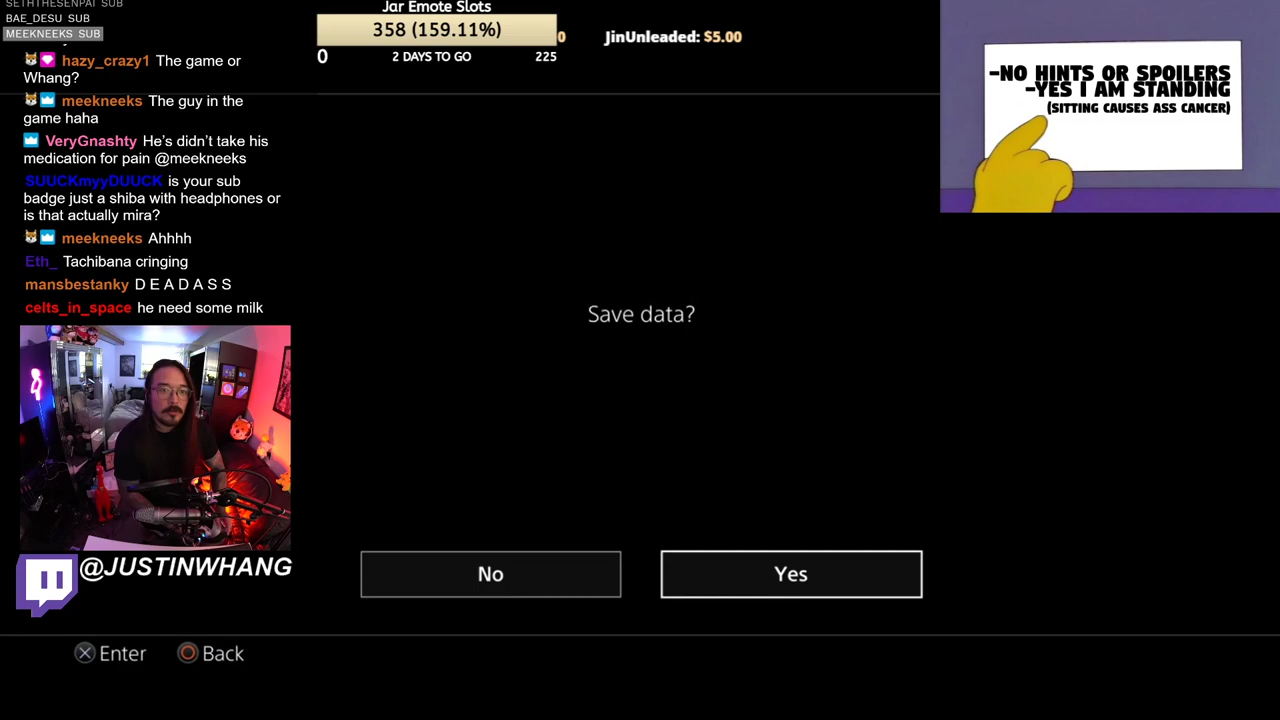 SETHTHESENPAI SUB
BAE_DESU SUB
MEEKNEEKS SUB
hazy_crazy1 The game or
Whang?
meekneeks The guy in the
game haha
VeryGnashty He's didn't take his
medication for pain @meekneeks
SUUCKmyyDUUCK is your sub
badge just a shiba with headphones or
is that actually mira?
meekneeks Ahhhh
Eth_ Tachibana cringing
mansbestanky D E A D A S S
celts_in_space he need some milk
@JUSTINWHANG
Jar Emote Slots
358 (159.11%)
0 JinUnleaded: $5.00
0 2 DAYS TO GO 225
-NO HINTS OR SPOILERS
-YES I AM STANDING
(SITTING CAUSES ASS CANCER)
Save data?
No Yes
Enter Back